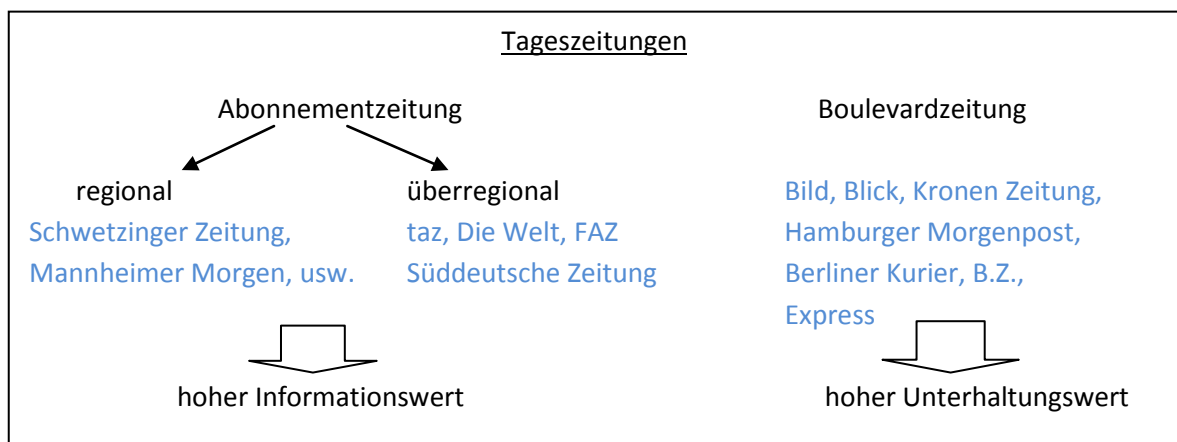 Tageszeitungen
Abonnementzeitung
Boulevardzeitung
regional
Schwetzinger Zeitung,
Mannheimer Morgen, usw.
überregional
taz, Die Welt, FAZ
Süddeutsche Zeitung
Bild, Blick, Kronen Zeitung,
Hamburger Morgenpost,
Berliner Kurier, B.Z.,
Express
hoher Informationswert
hoher Unterhaltungswert